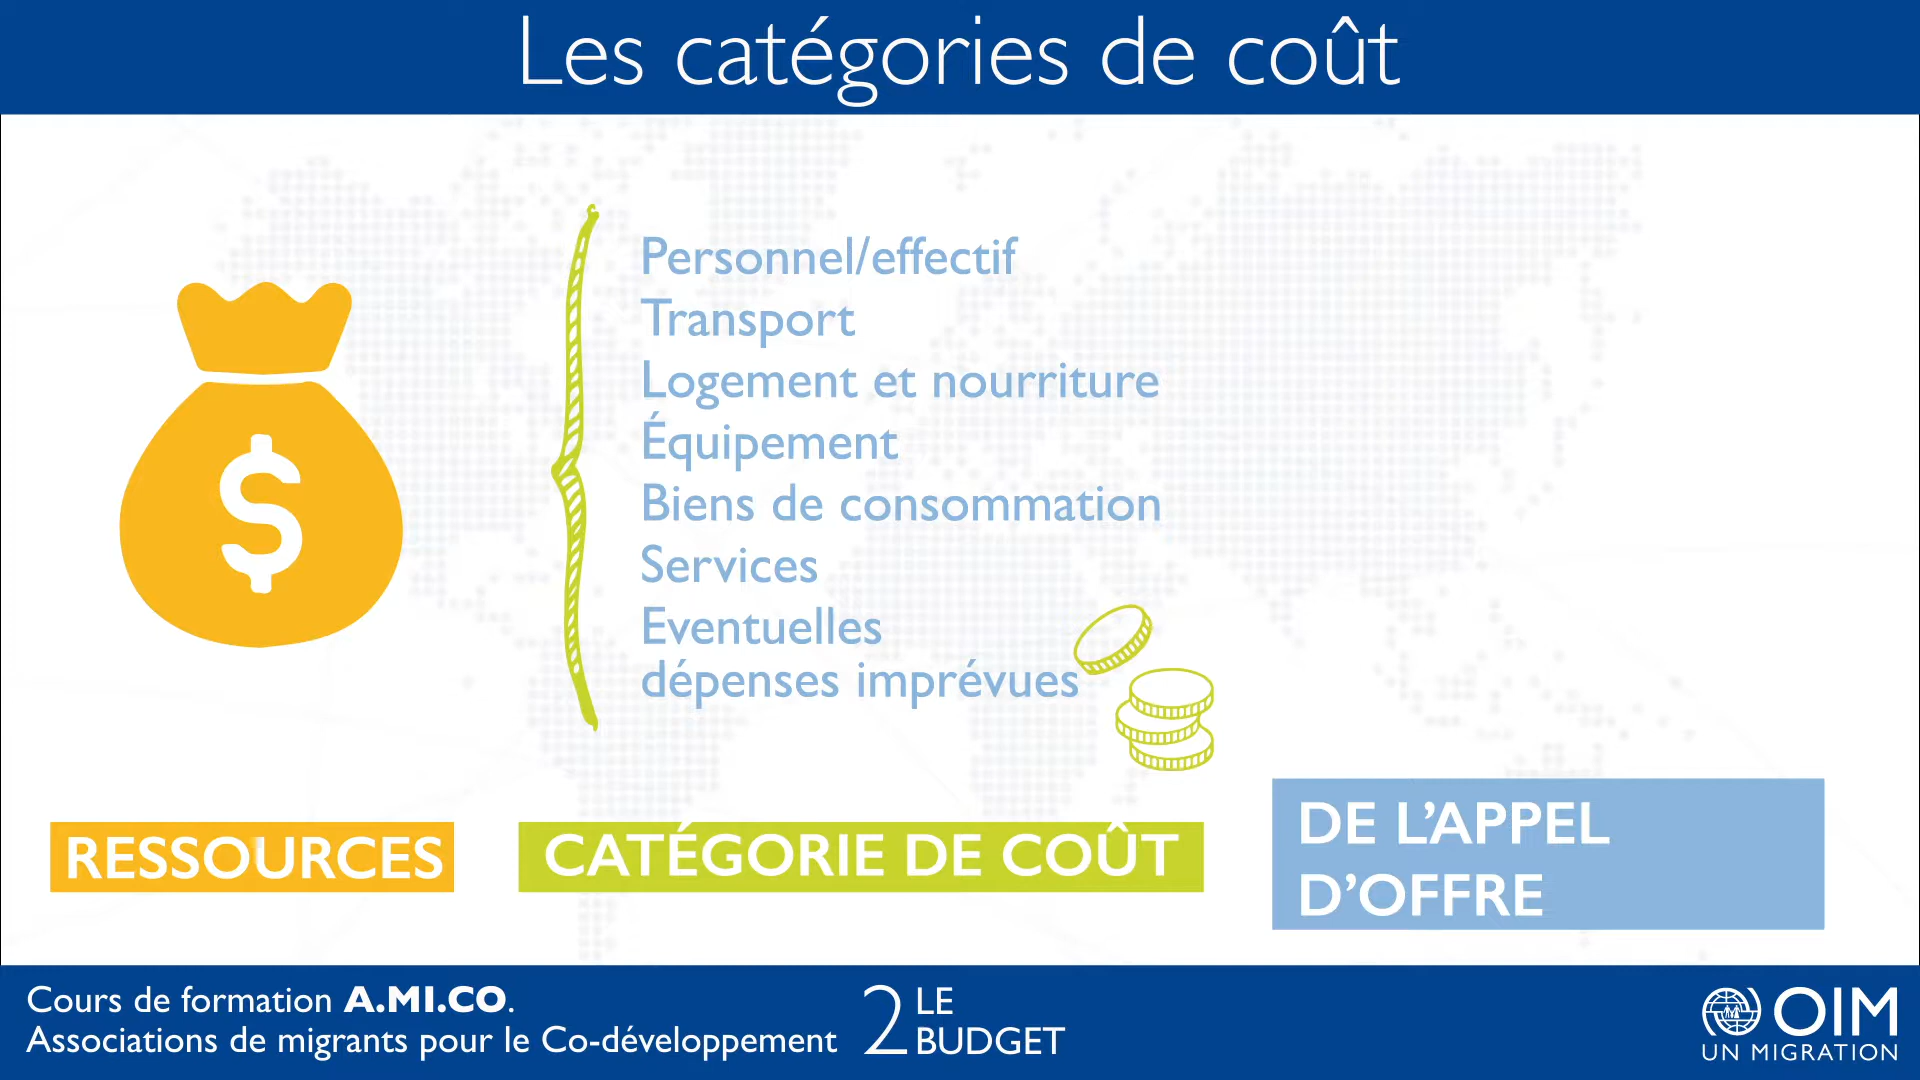 Les catégories de coût
Personnel/effectif
Transport
Logement et nourriture
Équipement
Biens de consommation
Services
Eventuelles
dépenses imprévues
$
RESSOURCES
CATÉGORIE DE COÛT
DE L’APPEL
D’OFFRE
Cours de formation A.MI.CO.
Associations de migrants pour le Co-développement
2 LE
BUDGET
OIM
UN MIGRATION